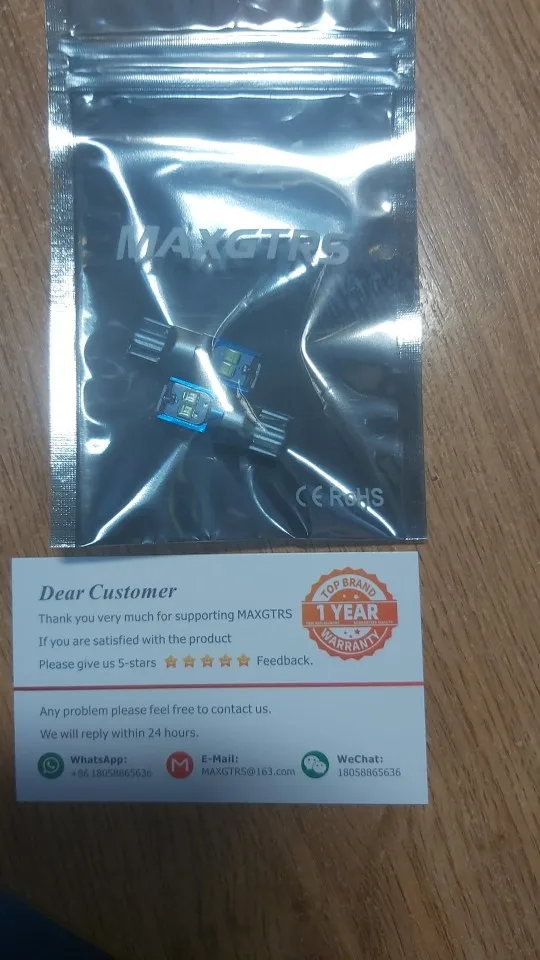 MAXGTRS
CE RoHS
Dear Customer
Thank you very much for supporting MAXGTRS
If you are satisfied with the product
Please give us 5-stars ⭐⭐⭐⭐⭐ Feedback.
TOP BRAND
1 YEAR
WARRANTY
Any problem please feel free to contact us.
We will reply within 24 hours.
WhatsApp:
+86 18058865636
E-Mail:
MAXGTRS@163.com
WeChat:
18058865636